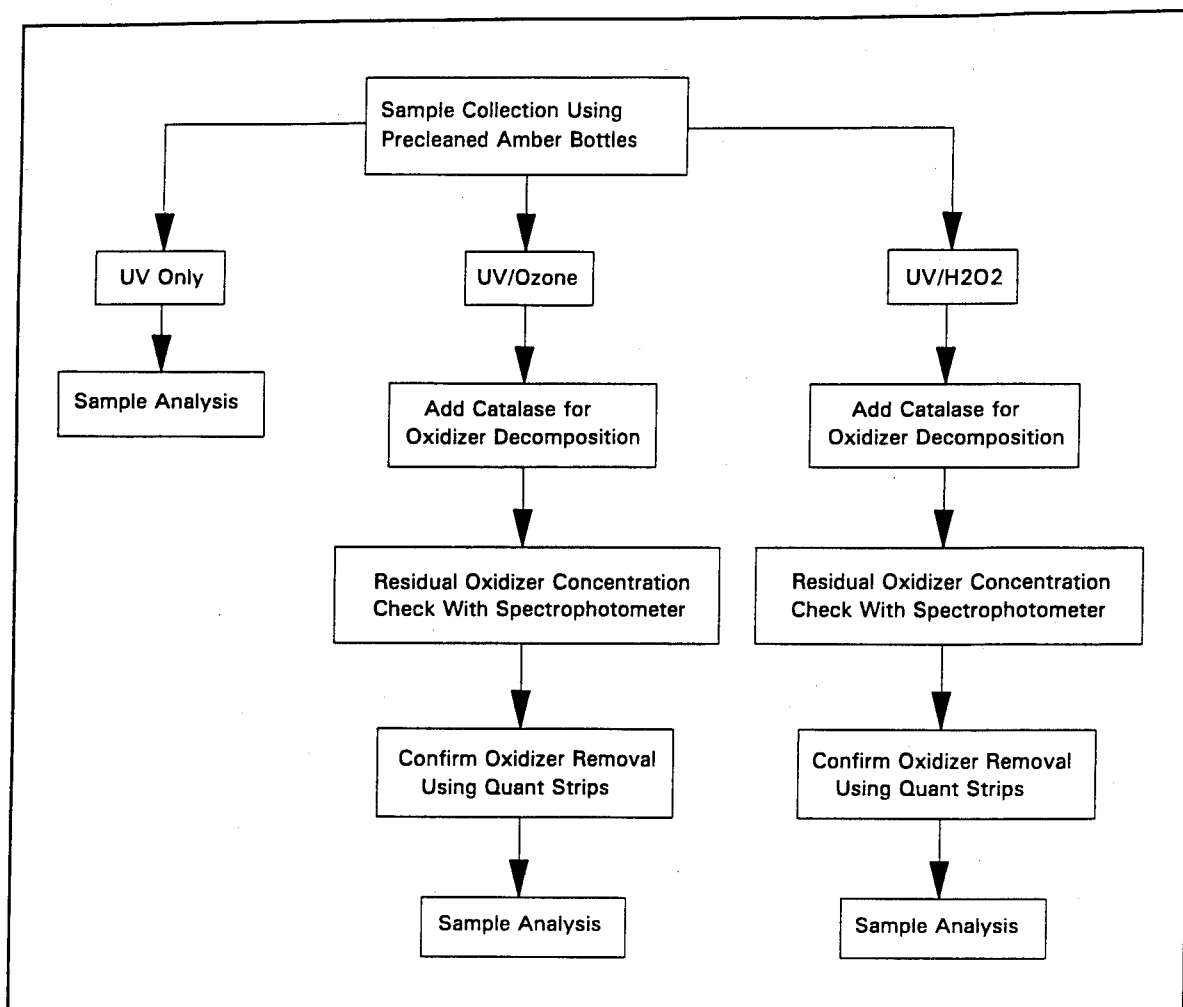 Sample Collection Using
Precleaned Amber Bottles
UV Only
UV/Ozone
UV/H2O2
Sample Analysis
Add Catalase for
Oxidizer Decomposition
Add Catalase for
Oxidizer Decomposition
Residual Oxidizer Concentration
Check With Spectrophotometer
Residual Oxidizer Concentration
Check With Spectrophotometer
Confirm Oxidizer Removal
Using Quant Strips
Confirm Oxidizer Removal
Using Quant Strips
Sample Analysis
Sample Analysis